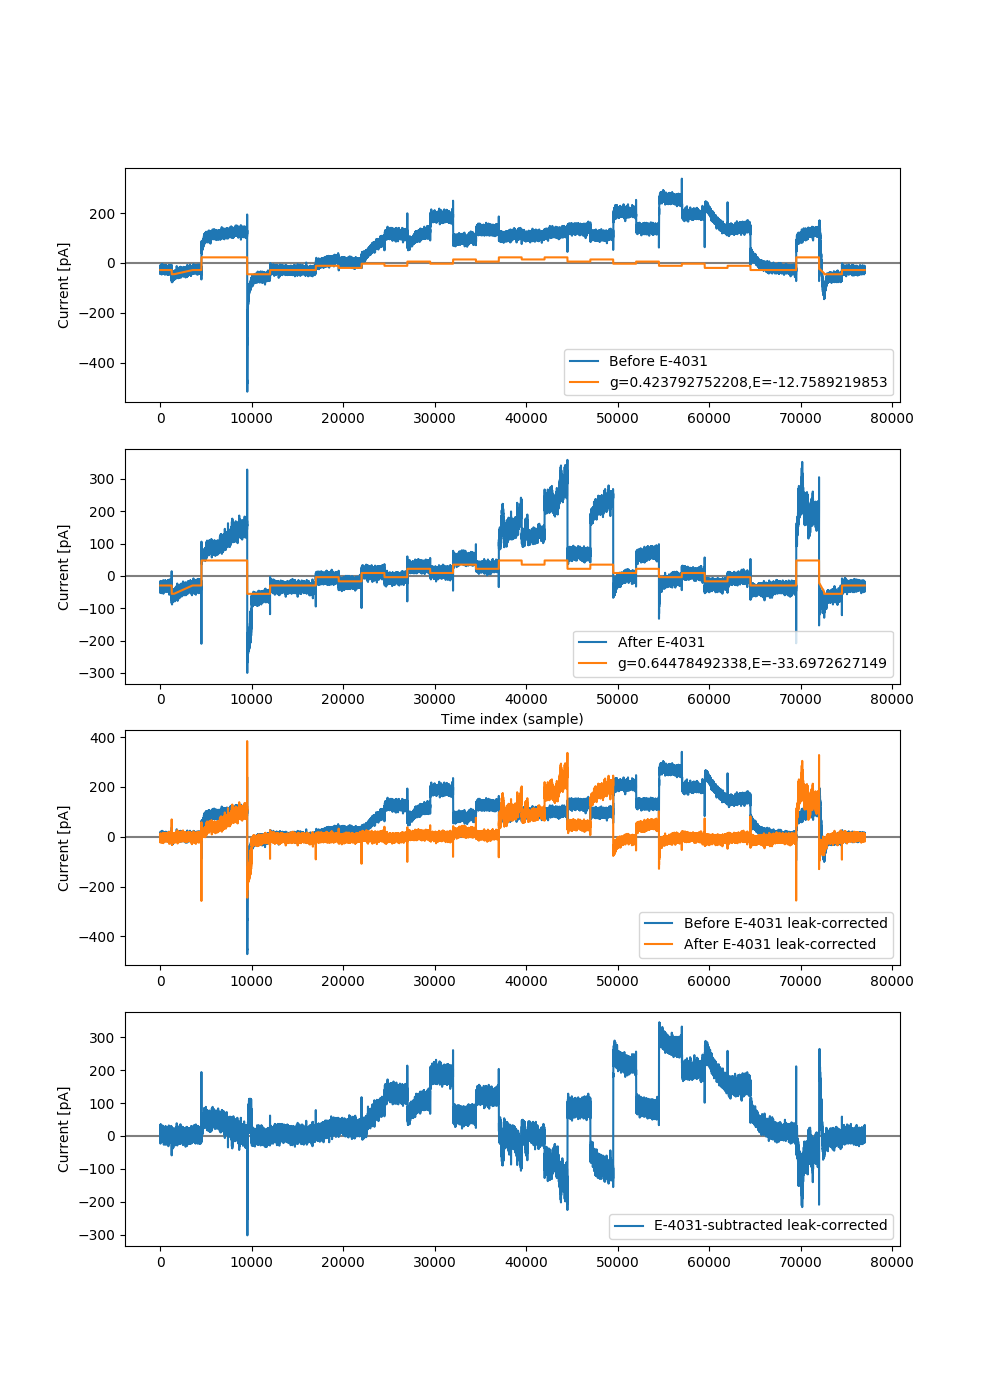 200
0
−200
−400
Current [pA]
Before E-4031
g=0.423792752208,E=-12.7589219853
0 10000 20000 30000 40000 50000 60000 70000 80000
300
200
100
0
−100
−200
−300
Current [pA]
After E-4031
g=0.64478492338,E=-33.6972627149
0 10000 20000 30000 40000 50000 60000 70000 80000
Time index (sample)
400
200
0
−200
−400
Current [pA]
Before E-4031 leak-corrected
After E-4031 leak-corrected
0 10000 20000 30000 40000 50000 60000 70000 80000
300
200
100
0
−100
−200
−300
Current [pA]
E-4031-subtracted leak-corrected
0 10000 20000 30000 40000 50000 60000 70000 80000